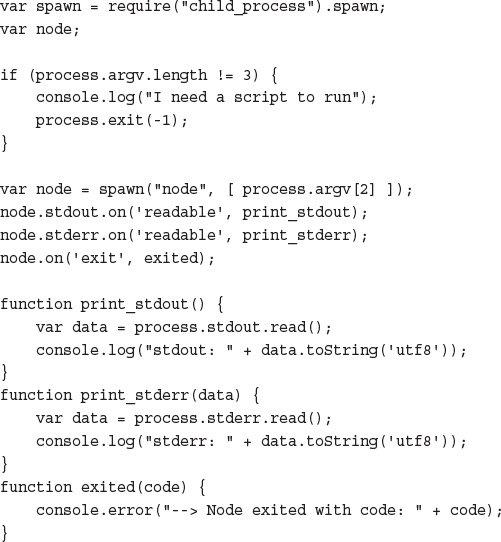 var spawn = require("child_process").spawn;
var node;

if (process.argv.length != 3) {
    console.log("I need a script to run");
    process.exit(-1);
}

var node = spawn("node", [ process.argv[2] ]);
node.stdout.on('readable', print_stdout);
node.stderr.on('readable', print_stderr);
node.on('exit', exited);

function print_stdout() {
    var data = process.stdout.read();
    console.log("stdout: " + data.toString('utf8'));
}
function print_stderr(data) {
    var data = process.stderr.read();
    console.log("stderr: " + data.toString('utf8'));
}
function exited(code) {
    console.error("--> Node exited with code: " + code);
}